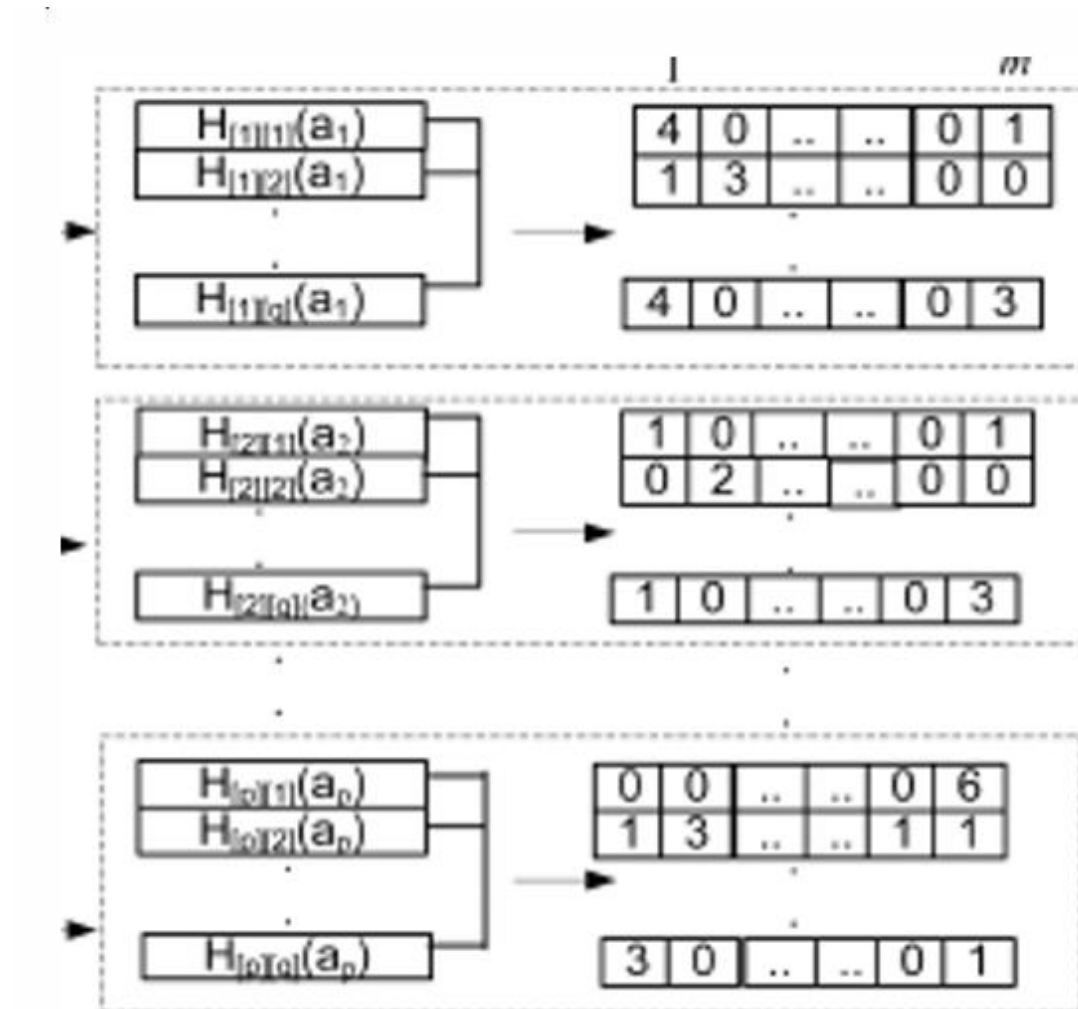 1 m
H[1][1](a1) 4 0 .. .. 0 1
H[1][2](a1) 1 3 .. .. 0 0
H[1][q](a1) 4 0 .. .. 0 3
H[2][1](a2) 1 0 .. .. 0 1
H[2][2](a2) 0 2 .. .. 0 0
H[2][q](a2) 1 0 .. .. 0 3
H[p][1](ap) 0 0 .. .. 0 6
H[p][2](ap) 1 3 .. .. 1 1
H[p][q](ap) 3 0 .. .. 0 1